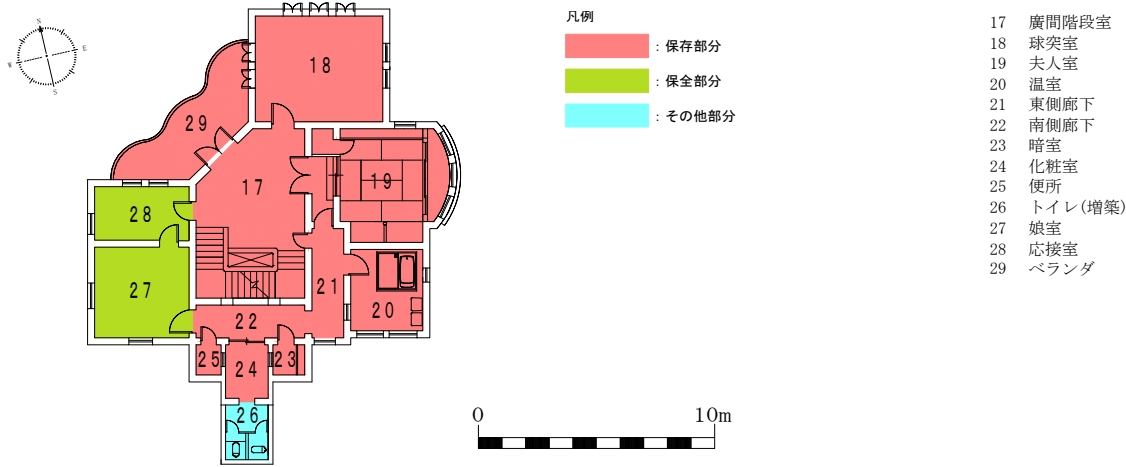 N
E
W
S
凡例
：保存部分
：保全部分
：その他部分
17 廣間階段室
18 球突室
19 夫人室
20 温室
21 東側廊下
22 南側廊下
23 暗室
24 化粧室
25 便所
26 トイレ(増築)
27 娘室
28 応接室
29 ベランダ
18
29
17
19
28
27
21
20
22
25
24
23
26
0 10m